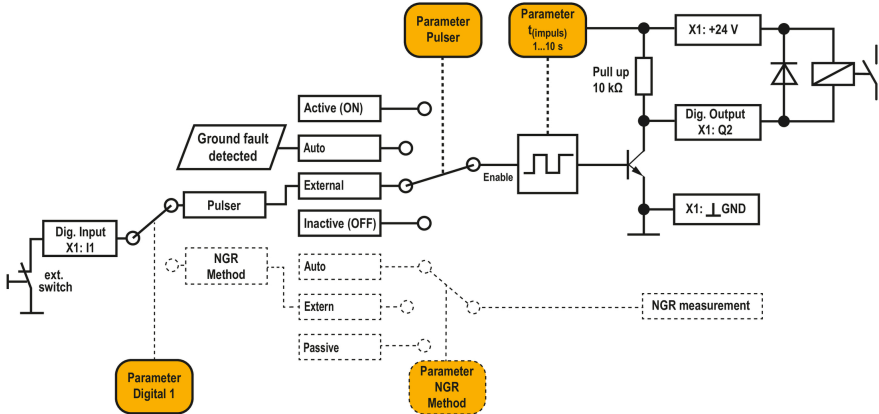 Parameter
Pulser
Parameter
t(impuls)
1...10 s
X1: +24 V
Pull up
10 kΩ
Active (ON)
Dig. Output
X1: Q2
Ground fault
detected
Auto
Enable
External
Pulser
X1: ⊥ GND
Inactive (OFF)
Dig. Input
X1: I1
ext.
switch
NGR
Method
Auto
Extern
NGR measurement
Passive
Parameter
Digital 1
Parameter
NGR
Method